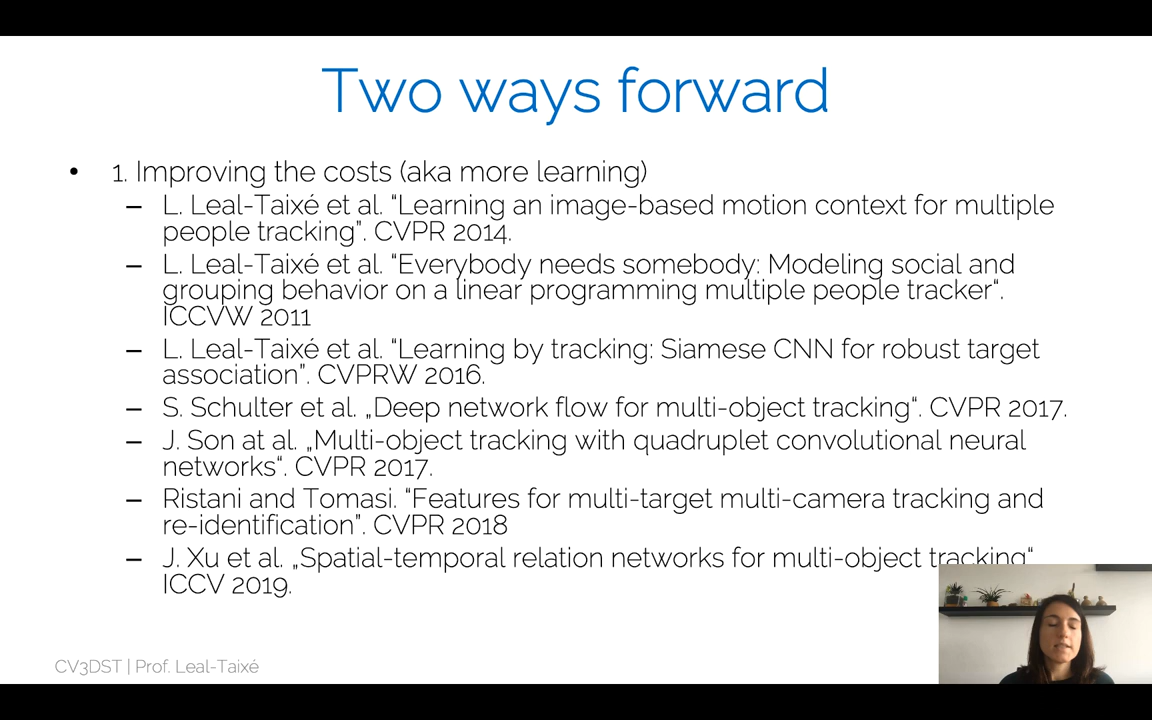 Two ways forward
• 1. Improving the costs (aka more learning)
– L. Leal-Taixé et al. “Learning an image-based motion context for multiple
people tracking”. CVPR 2014.
– L. Leal-Taixé et al. “Everybody needs somebody: Modeling social and
grouping behavior on a linear programming multiple people tracker“.
ICCVW 2011
– L. Leal-Taixé et al. “Learning by tracking: Siamese CNN for robust target
association”. CVPRW 2016.
– S. Schulter et al. „Deep network flow for multi-object tracking“. CVPR 2017.
– J. Son at al. „Multi-object tracking with quadruplet convolutional neural
networks“. CVPR 2017.
– Ristani and Tomasi. “Features for multi-target multi-camera tracking and
re-identification”. CVPR 2018
– J. Xu et al. „Spatial-temporal relation networks for multi-object tracking“
ICCV 2019.
CV3DST | Prof. Leal-Taixé